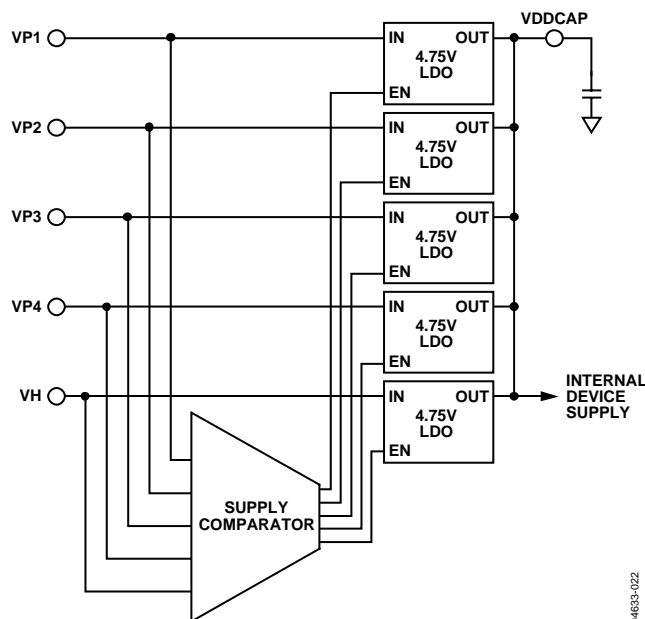 VP1
VP2
VP3
VP4
VH
IN OUT
4.75V
LDO
EN
IN OUT
4.75V
LDO
EN
IN OUT
4.75V
LDO
EN
IN OUT
4.75V
LDO
EN
IN OUT
4.75V
LDO
EN
VDDCAP
INTERNAL
DEVICE
SUPPLY
SUPPLY
COMPARATOR